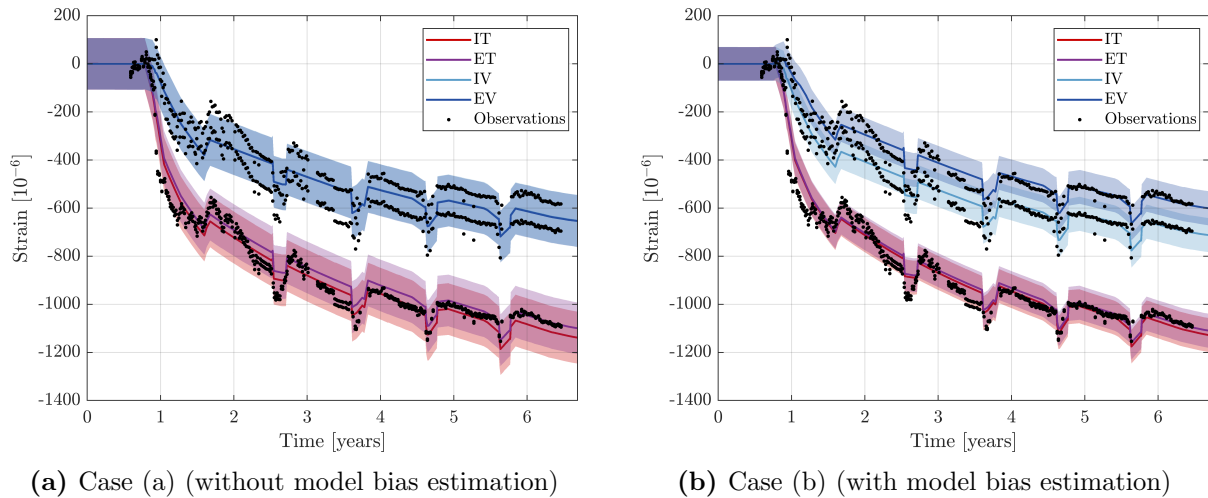 200
0
-200
-400
-600
-800
-1000
-1200
-1400
Strain [10⁻⁶]
0 1 2 3 4 5 6
Time [years]
IT
ET
IV
EV
Observations
(a) Case (a) (without model bias estimation)
200
0
-200
-400
-600
-800
-1000
-1200
-1400
Strain [10⁻⁶]
0 1 2 3 4 5 6
Time [years]
IT
ET
IV
EV
Observations
(b) Case (b) (with model bias estimation)